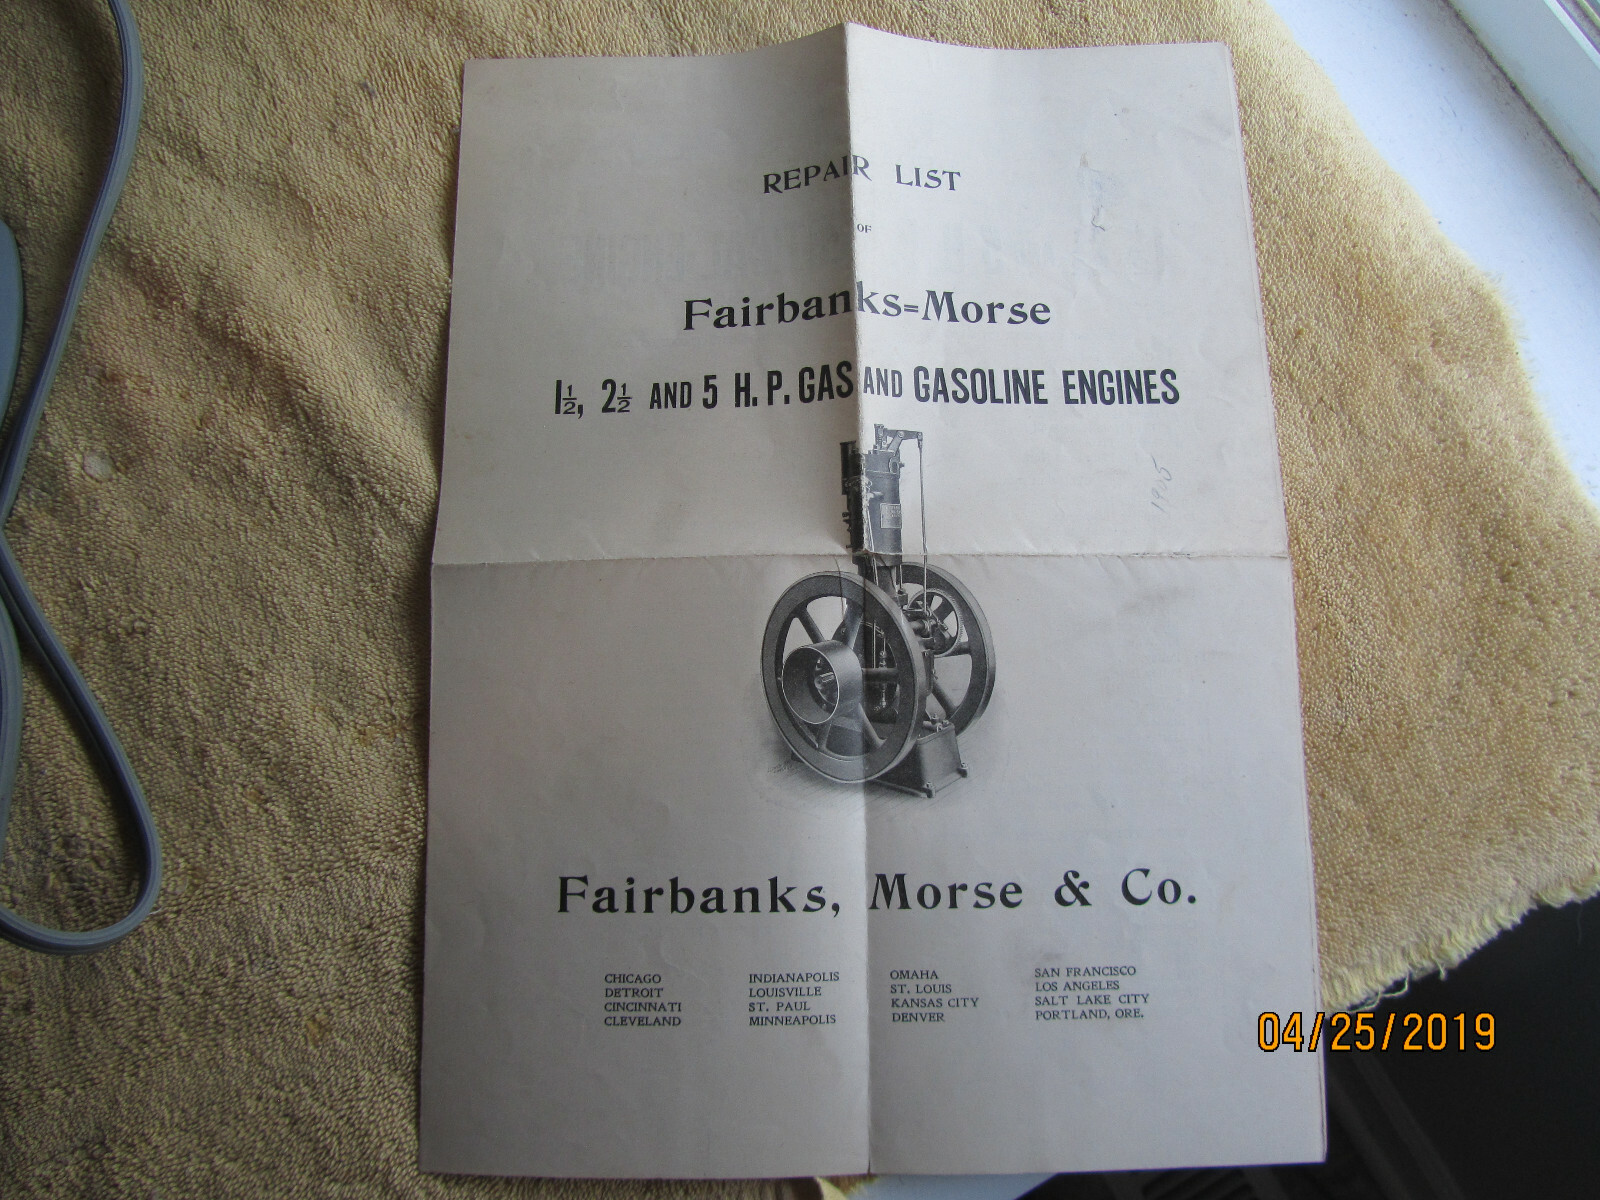 REPAIR LIST
OF
Fairbanks=Morse
1½, 2½ AND 5 H. P. GAS AND GASOLINE ENGINES
1905
Fairbanks, Morse & Co.
CHICAGO INDIANAPOLIS OMAHA SAN FRANCISCO
DETROIT LOUISVILLE ST. LOUIS LOS ANGELES
CINCINNATI ST. PAUL KANSAS CITY SALT LAKE CITY
CLEVELAND MINNEAPOLIS DENVER PORTLAND, ORE.
04/25/2019